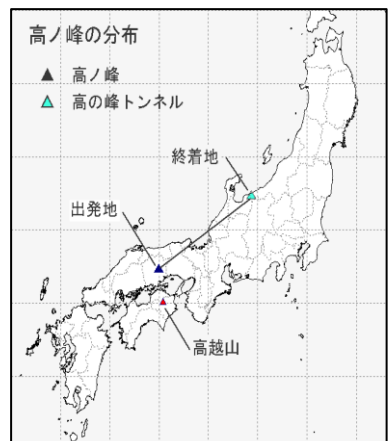 高ノ峰の分布
▲ 高ノ峰
▲ 高の峰トンネル
終着地
出発地
高越山